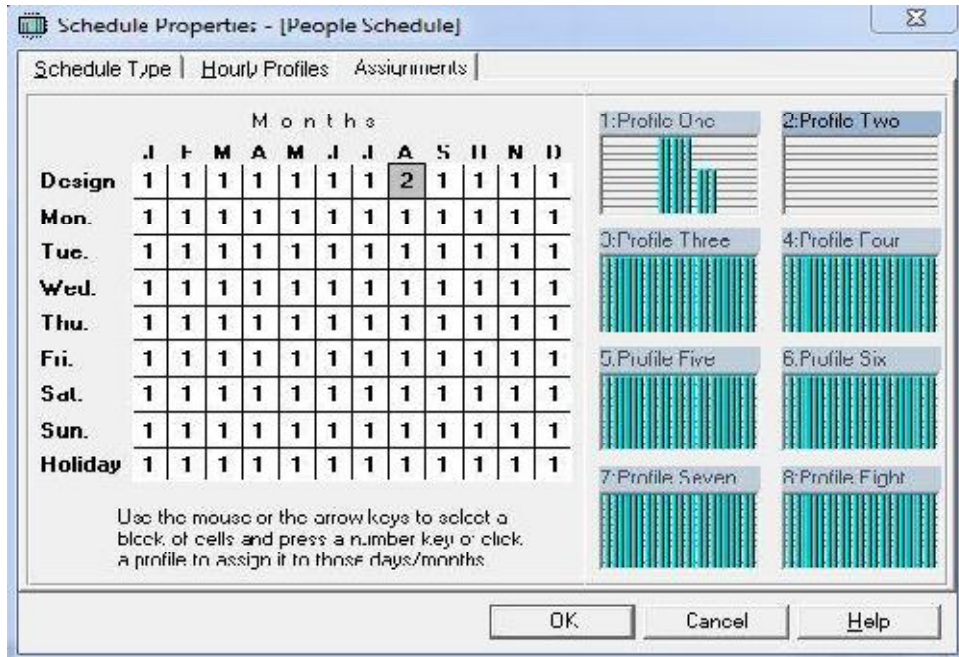 Schedule Properties - [People Schedule]
Schedule Type Hourly Profiles Assignments
Months
J F M A M J J A S O N D
Design 1 1 1 1 1 1 1 2 1 1 1 1
Mon. 1 1 1 1 1 1 1 1 1 1 1 1
Tue. 1 1 1 1 1 1 1 1 1 1 1 1
Wed. 1 1 1 1 1 1 1 1 1 1 1 1
Thu. 1 1 1 1 1 1 1 1 1 1 1 1
Fri. 1 1 1 1 1 1 1 1 1 1 1 1
Sat. 1 1 1 1 1 1 1 1 1 1 1 1
Sun. 1 1 1 1 1 1 1 1 1 1 1 1
Holiday 1 1 1 1 1 1 1 1 1 1 1 1
Use the mouse or the arrow keys to select a
block of cells and press a number key or click
a profile to assign it to those days/months
1:Profile One 2:Profile Two
3:Profile Three 4:Profile Four
5:Profile Five 6:Profile Six
7:Profile Seven 8:Profile Eight
OK Cancel Help